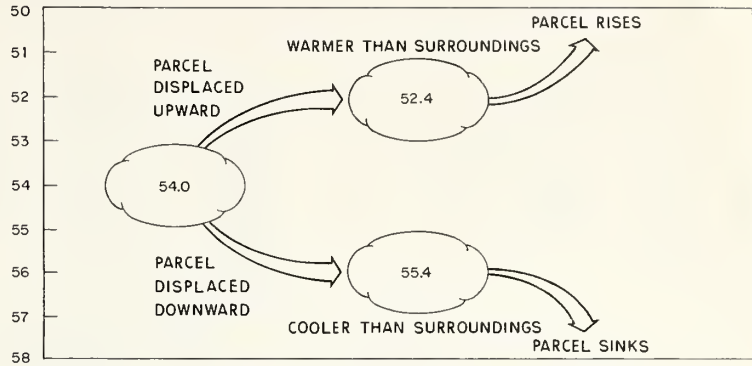 50
PARCEL RISES
51
WARMER THAN SURROUNDINGS
PARCEL
DISPLACED
UPWARD
52
52.4
53
54
54.0
55
PARCEL
DISPLACED
DOWNWARD
56
55.4
57
COOLER THAN SURROUNDINGS
PARCEL SINKS
58